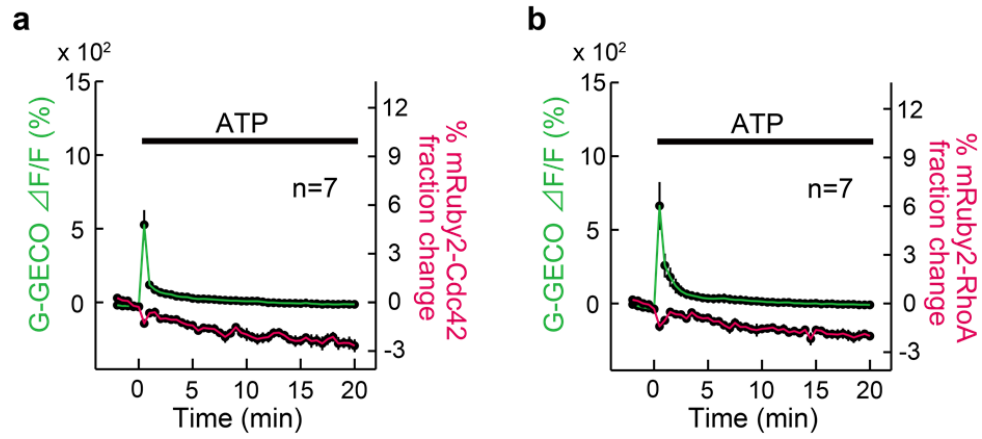 a
x 10²
G-GECO ⊿F/F (%)
15
10
5
0
ATP
n=7
12
9
6
3
0
-3
% mRuby2-Cdc42
fraction change
0 5 10 15 20
Time (min)
b
x 10²
G-GECO ⊿F/F (%)
15
10
5
0
ATP
n=7
12
9
6
3
0
-3
% mRuby2-RhoA
fraction change
0 5 10 15 20
Time (min)